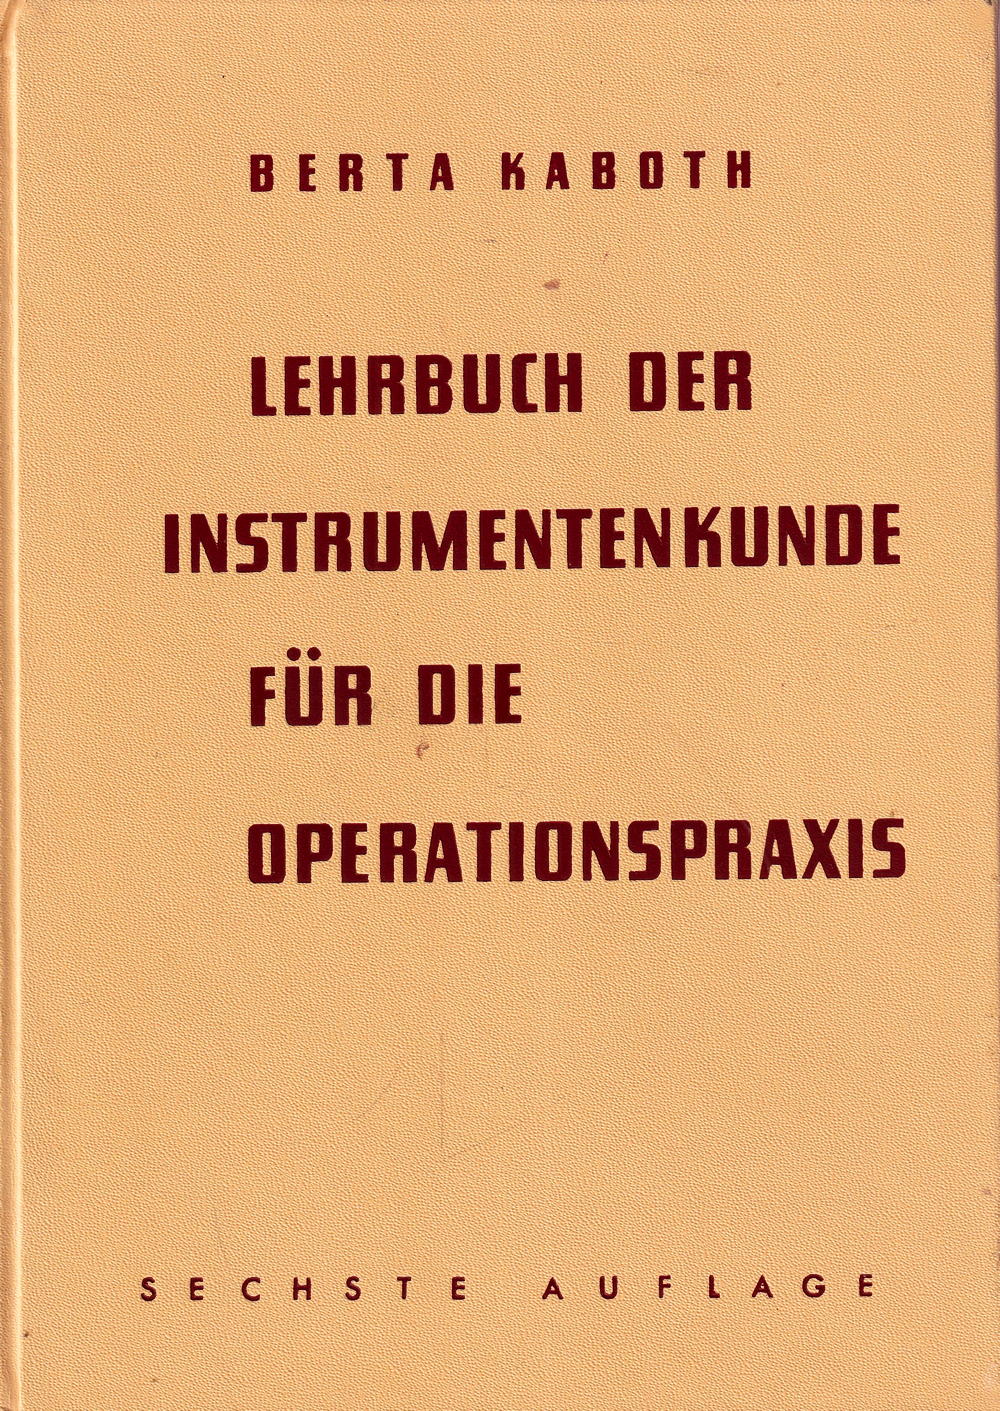 BERTA KABOTH
LEHRBUCH DER
INSTRUMENTENKUNDE
FÜR DIE
OPERATIONSPRAXIS
SECHSTE AUFLAGE